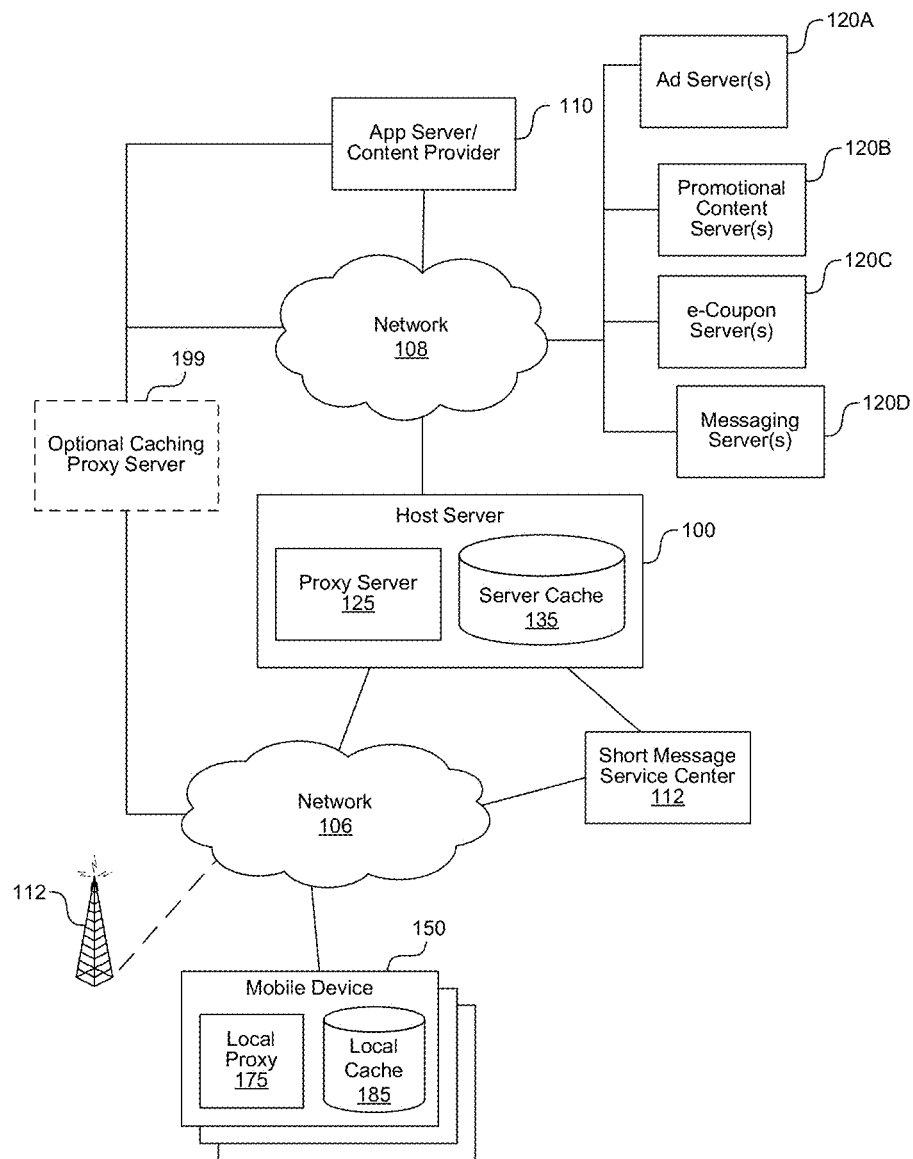 120A
Ad Server(s)
110
App Server/
Content Provider
120B
Promotional
Content
Server(s)
120C
e-Coupon
Server(s)
Network
108
199
120D
Optional Caching
Proxy Server
Messaging
Server(s)
Host Server
100
Proxy Server
125
Server Cache
135
Short Message
Service Center
112
Network
106
112
150
Mobile Device
Local
Proxy
175
Local
Cache
185